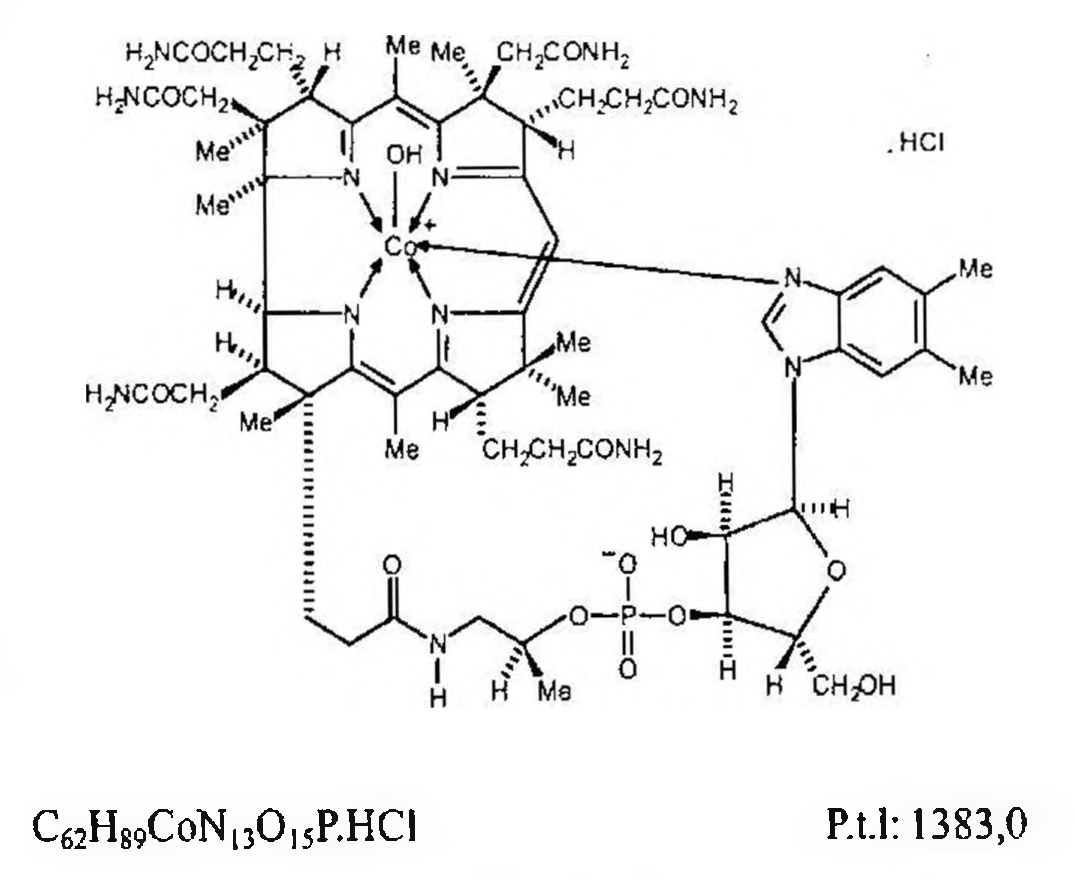 H₂NCOCH₂CH₂ H Me Me CH₂CONH₂
H₂NCOCH₂ CH₂CH₂CONH₂
Me OH H .HCl
N N
Me
Co +
H N Me
N N
H Me
N
H₂NCOCH₂ Me Me
Me H
Me CH₂CH₂CONH₂
H
HO H
O ⁻O O
O P O
N H
H Me O H H CH₂OH
C₆₂H₈₉CoN₁₃O₁₅P.HCl P.t.l: 1383,0